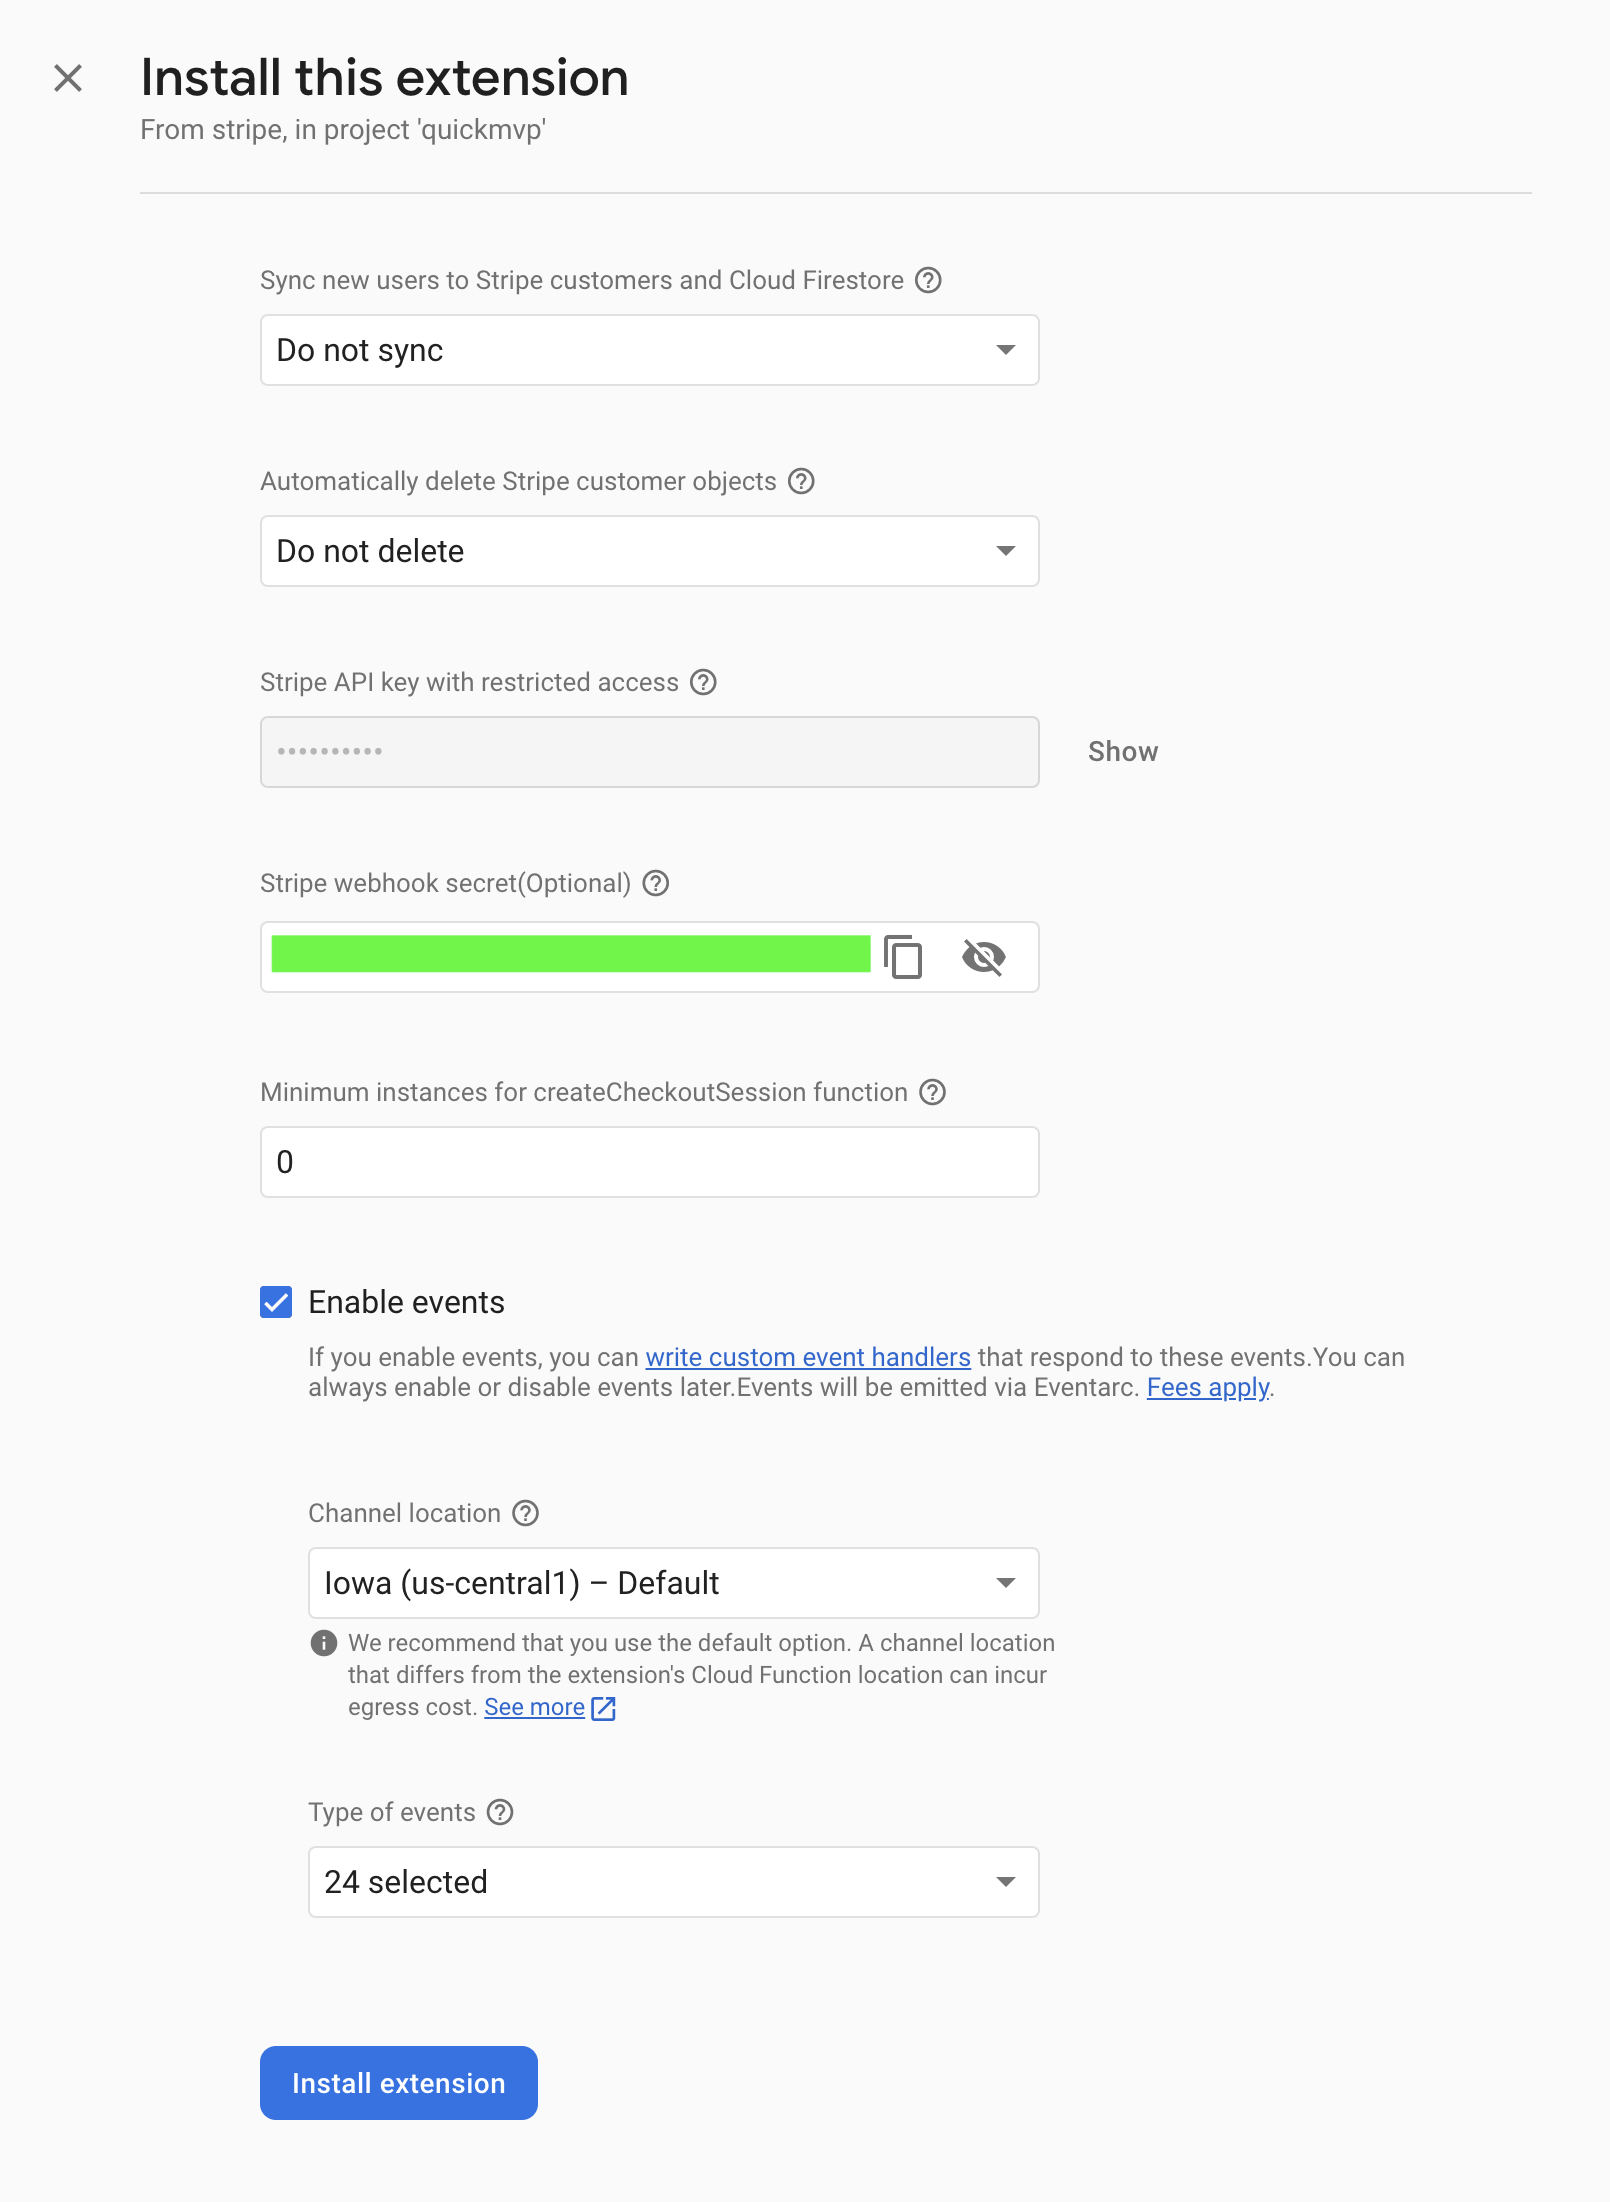 Install this extension
From stripe, in project 'quickmvp'
Sync new users to Stripe customers and Cloud Firestore
Do not sync
Automatically delete Stripe customer objects
Do not delete
Stripe API key with restricted access
••••••••••
Show
Stripe webhook secret(Optional)
Minimum instances for createCheckoutSession function
0
Enable events
If you enable events, you can write custom event handlers that respond to these events.You can
always enable or disable events later.Events will be emitted via Eventarc. Fees apply.
Channel location
Iowa (us-central1) – Default
We recommend that you use the default option. A channel location
that differs from the extension's Cloud Function location can incur
egress cost. See more
Type of events
24 selected
Install extension